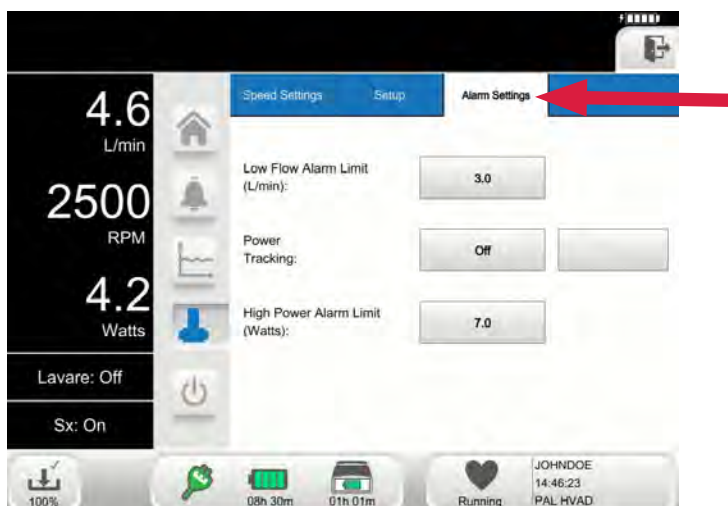 4.6
L/min
2500
RPM
4.2
Watts
Lavare: Off
Sx: On
Speed Settings Setup Alarm Settings
Low Flow Alarm Limit
(L/min):
3.0
Power
Tracking:
Off
High Power Alarm Limit
(Watts):
7.0
100%
08h 30m
01h 01m
Running
JOHNDOE
14:46:23
PAL HVAD